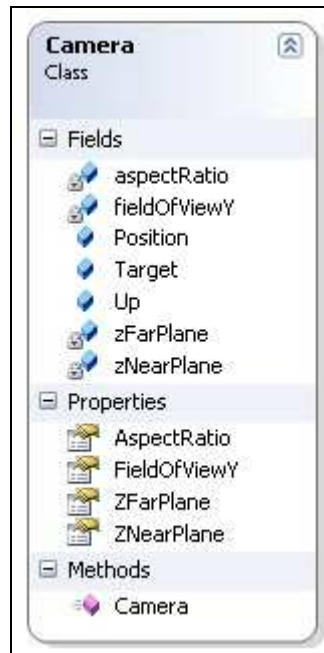 Camera
Class
Fields
aspectRatio
fieldOfViewY
Position
Target
Up
zFarPlane
zNearPlane
Properties
AspectRatio
FieldOfViewY
ZFarPlane
ZNearPlane
Methods
Camera